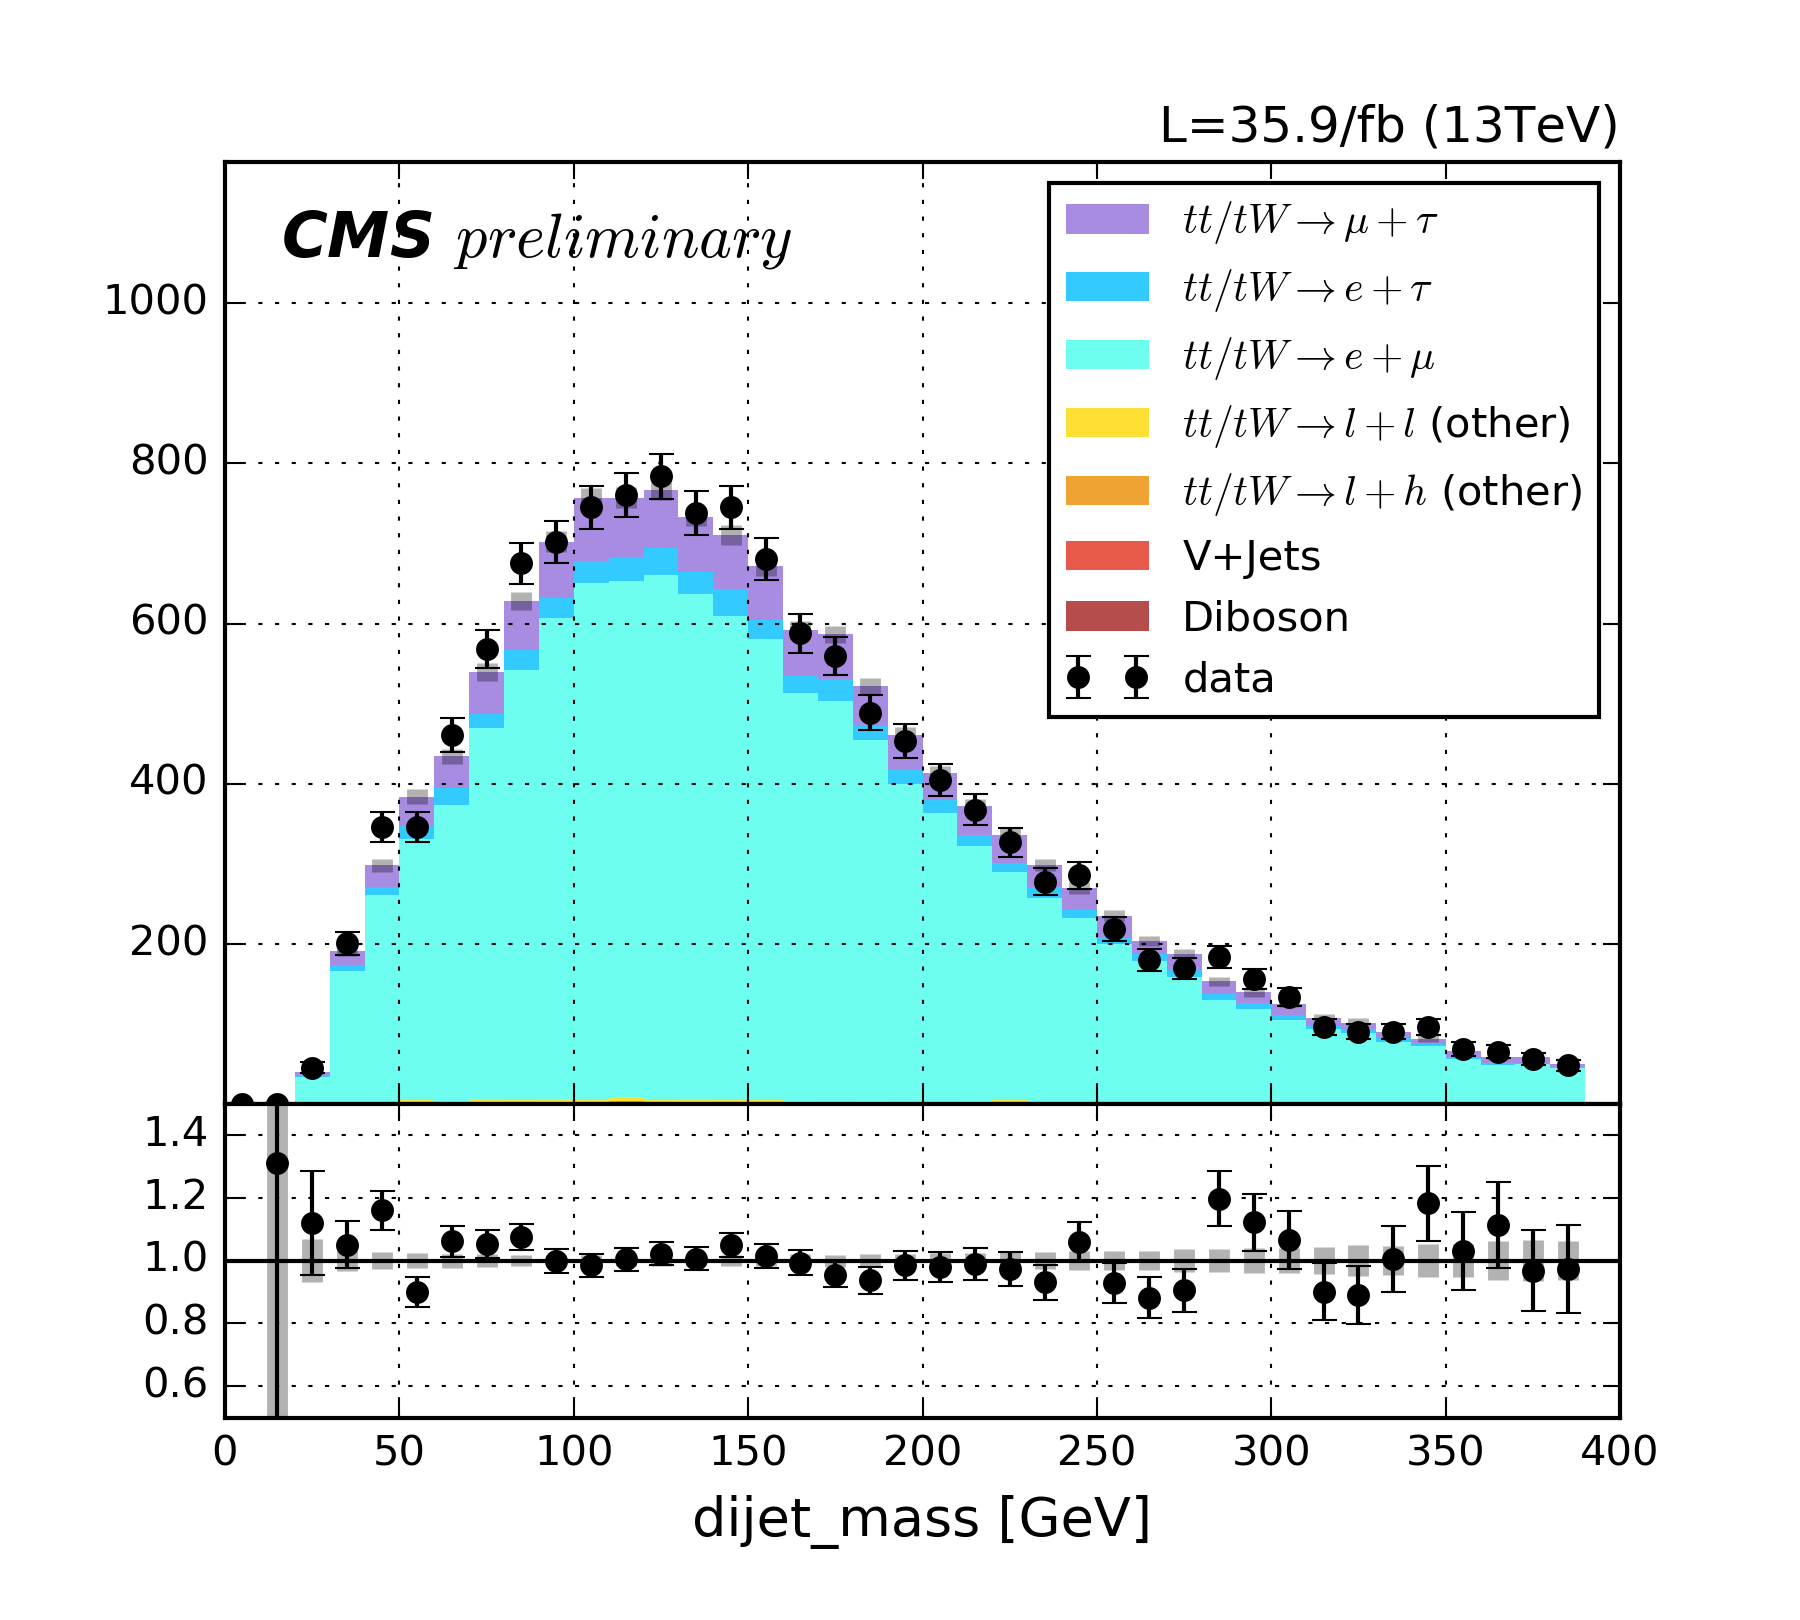 L=35.9/fb (13TeV)
CMS preliminary
tt/tW→μ+τ
tt/tW→e+τ
tt/tW→e+μ
tt/tW→l+l (other)
tt/tW→l+h (other)
V+Jets
Diboson
data
1000
800
600
400
200
1.4
1.2
1.0
0.8
0.6
0 50 100 150 200 250 300 350 400
dijet_mass [GeV]